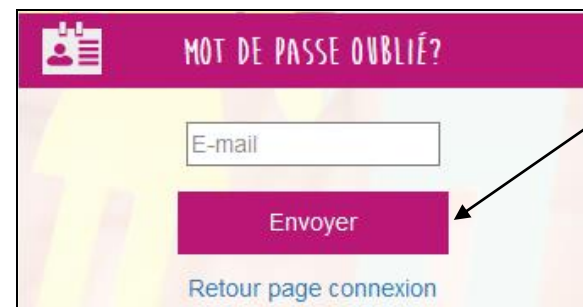 MOT DE PASSE OUBLIÉ?
E-mail
Envoyer
Retour page connexion